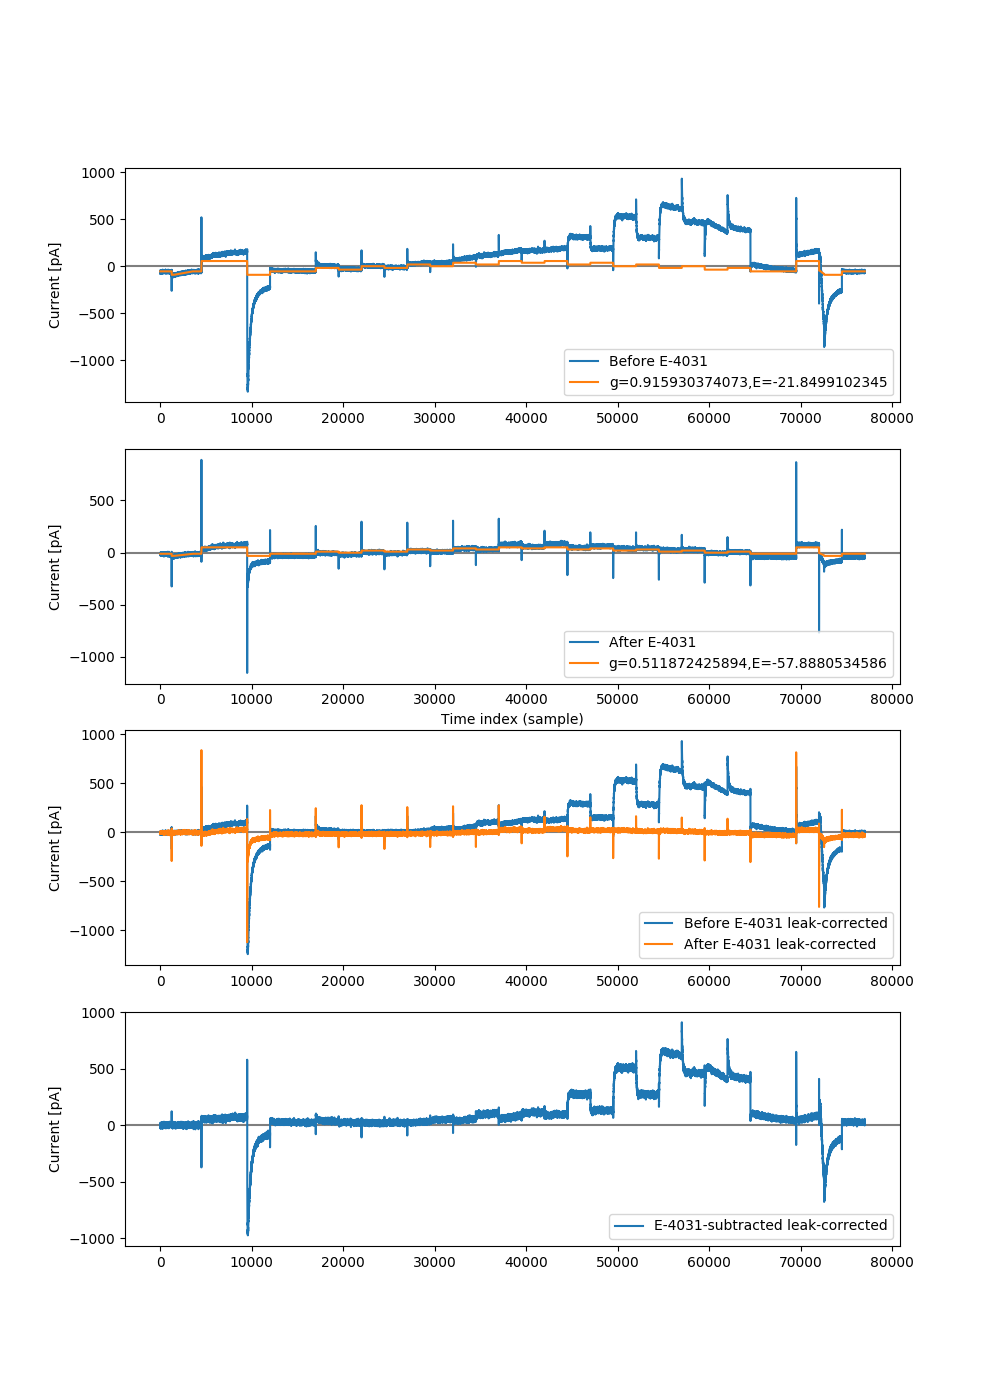 1000
500
0
−500
−1000
Current [pA]
Before E-4031
g=0.915930374073,E=-21.8499102345
0 10000 20000 30000 40000 50000 60000 70000 80000
500
0
−500
−1000
Current [pA]
After E-4031
g=0.511872425894,E=-57.8880534586
0 10000 20000 30000 40000 50000 60000 70000 80000
Time index (sample)
1000
500
0
−500
−1000
Current [pA]
Before E-4031 leak-corrected
After E-4031 leak-corrected
0 10000 20000 30000 40000 50000 60000 70000 80000
1000
500
0
−500
−1000
Current [pA]
E-4031-subtracted leak-corrected
0 10000 20000 30000 40000 50000 60000 70000 80000